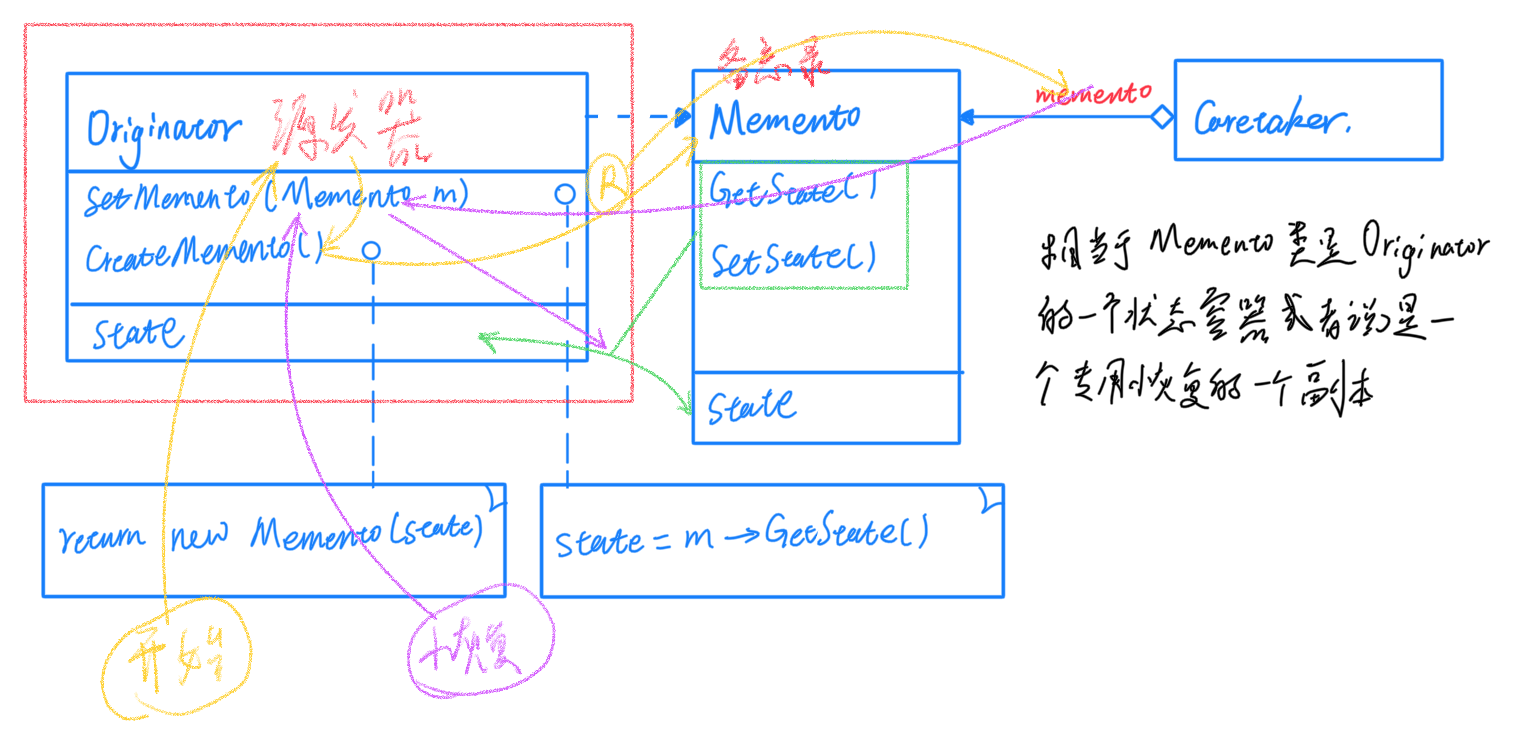 备忘录
Originator 源发器
Memento
memento
Caretaker.
SetMemento(Memento m)
R
GetState()
CreateMemento()
SetState()
相当于 Memento 类是 Originator
的一个状态容器或者说是一
个专用恢复的一个副本
state
state
return new Memento(state)
state = m → GetState()
开始
恢复